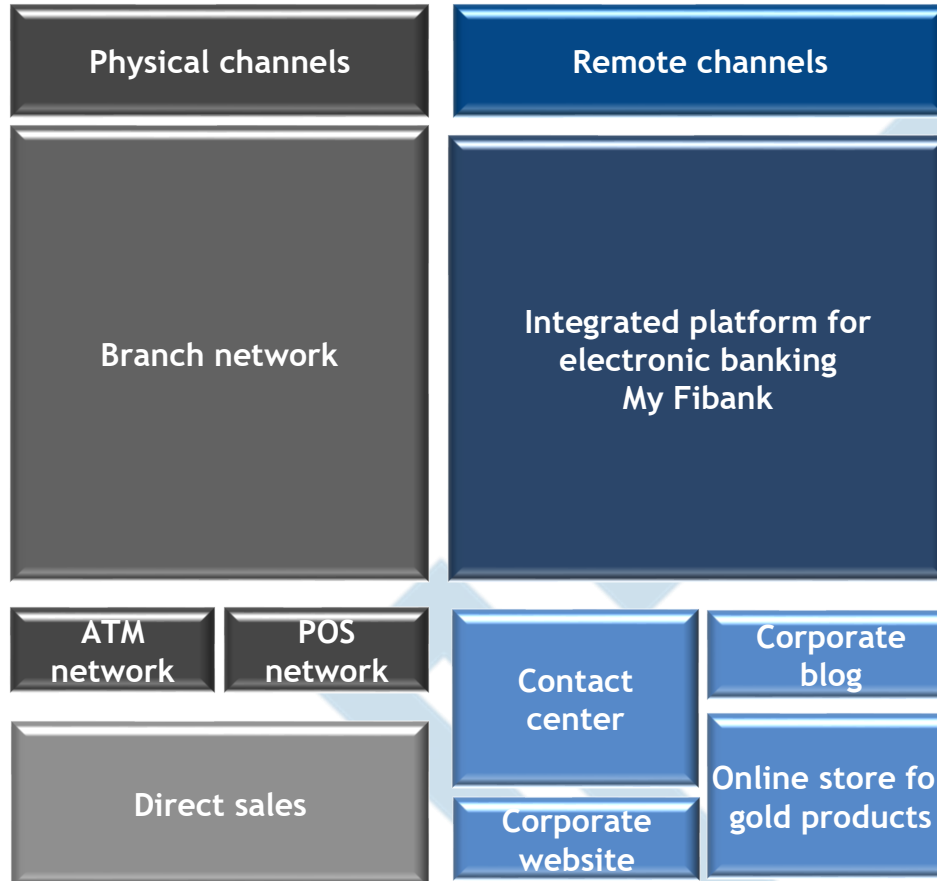 Physical channels
Remote channels
Branch network
Integrated platform for
electronic banking
My Fibank
ATM
network
POS
network
Contact
center
Corporate
blog
Direct sales
Corporate
website
Online store fo
gold products